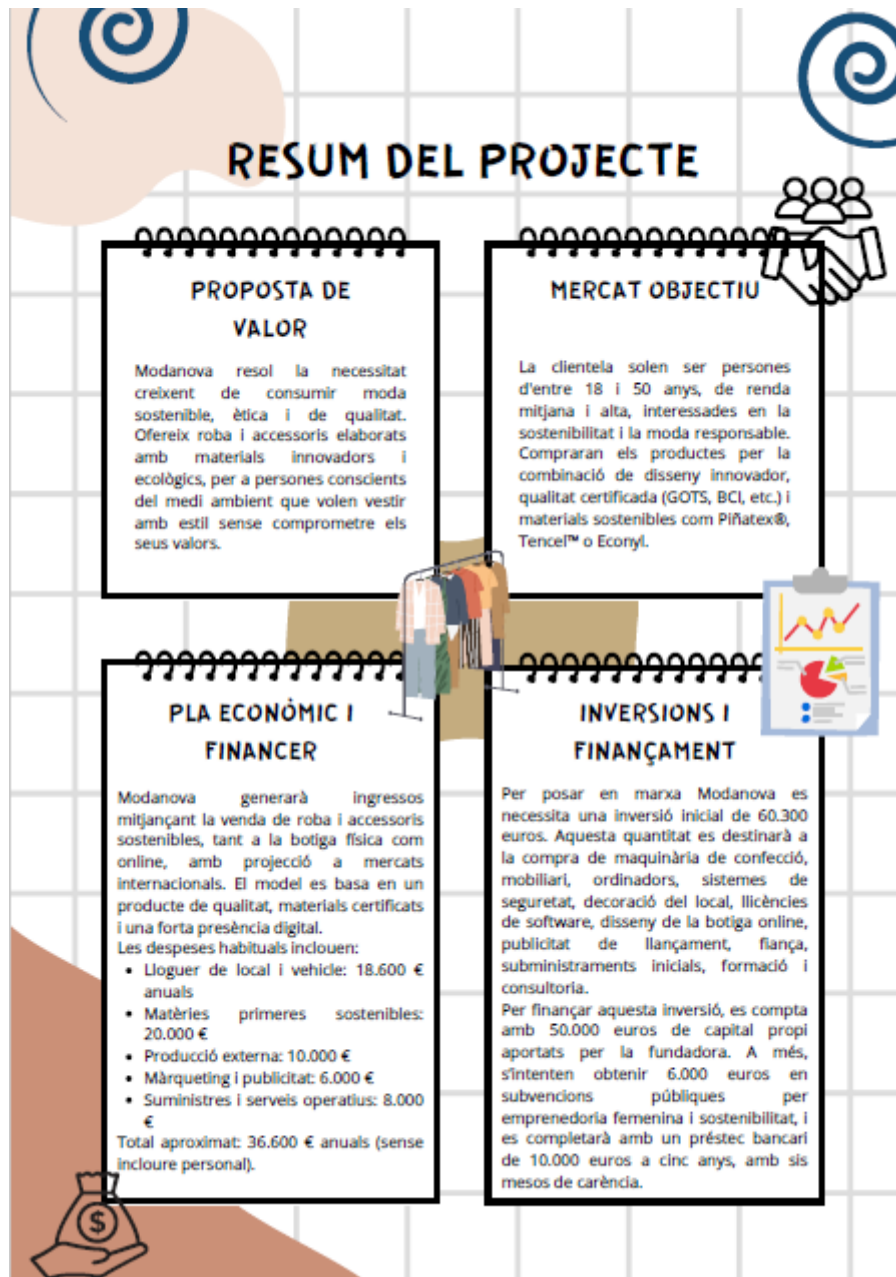 RESUM DEL PROJECTE
PROPOSTA DE
VALOR
Modanova resol la necessitat
creixent de consumir moda
sostenible, ètica i de qualitat.
Ofereix roba i accessoris elaborats
amb materials innovadors i
ecològics, per a persones conscients
del medi ambient que volen vestir
amb estil sense comprometre els
seus valors.
MERCAT OBJECTIU
La clientela solen ser persones
d'entre 18 i 50 anys, de renda
mitjana i alta, interessades en la
sostenibilitat i la moda responsable.
Compraran els productes per la
combinació de disseny innovador,
qualitat certificada (GOTS, BCI, etc.) i
materials sostenibles com Piñatex®,
Tencel™ o Econyl.
PLA ECONÒMIC I
FINANCER
Modanova generarà ingressos
mitjançant la venda de roba i accessoris
sostenibles, tant a la botiga física com
online, amb projecció a mercats
internacionals. El model es basa en un
producte de qualitat, materials certificats
i una forta presència digital.
Les despeses habituals inclouen:
• Lloguer de local i vehicle: 18.600 €
anuals
• Matèries primeres sostenibles:
20.000 €
• Producció externa: 10.000 €
• Màrqueting i publicitat: 6.000 €
• Suministres i serveis operatius: 8.000
€
Total aproximat: 36.600 € anuals (sense
incloure personal).
INVERSIONS I
FINANÇAMENT
Per posar en marxa Modanova es
necessita una inversió inicial de 60.300
euros. Aquesta quantitat es destinarà a
la compra de maquinària de confecció,
mobiliari, ordinadors, sistemes de
seguretat, decoració del local, llicències
de software, disseny de la botiga online,
publicitat de llançament, fiança,
subministraments inicials, formació i
consultoria.
Per finançar aquesta inversió, es compta
amb 50.000 euros de capital propi
aportats per la fundadora. A més,
s'intenten obtenir 6.000 euros en
subvencions públiques per
emprenedoria femenina i sostenibilitat, i
es completarà amb un préstec bancari
de 10.000 euros a cinc anys, amb sis
mesos de carència.
$